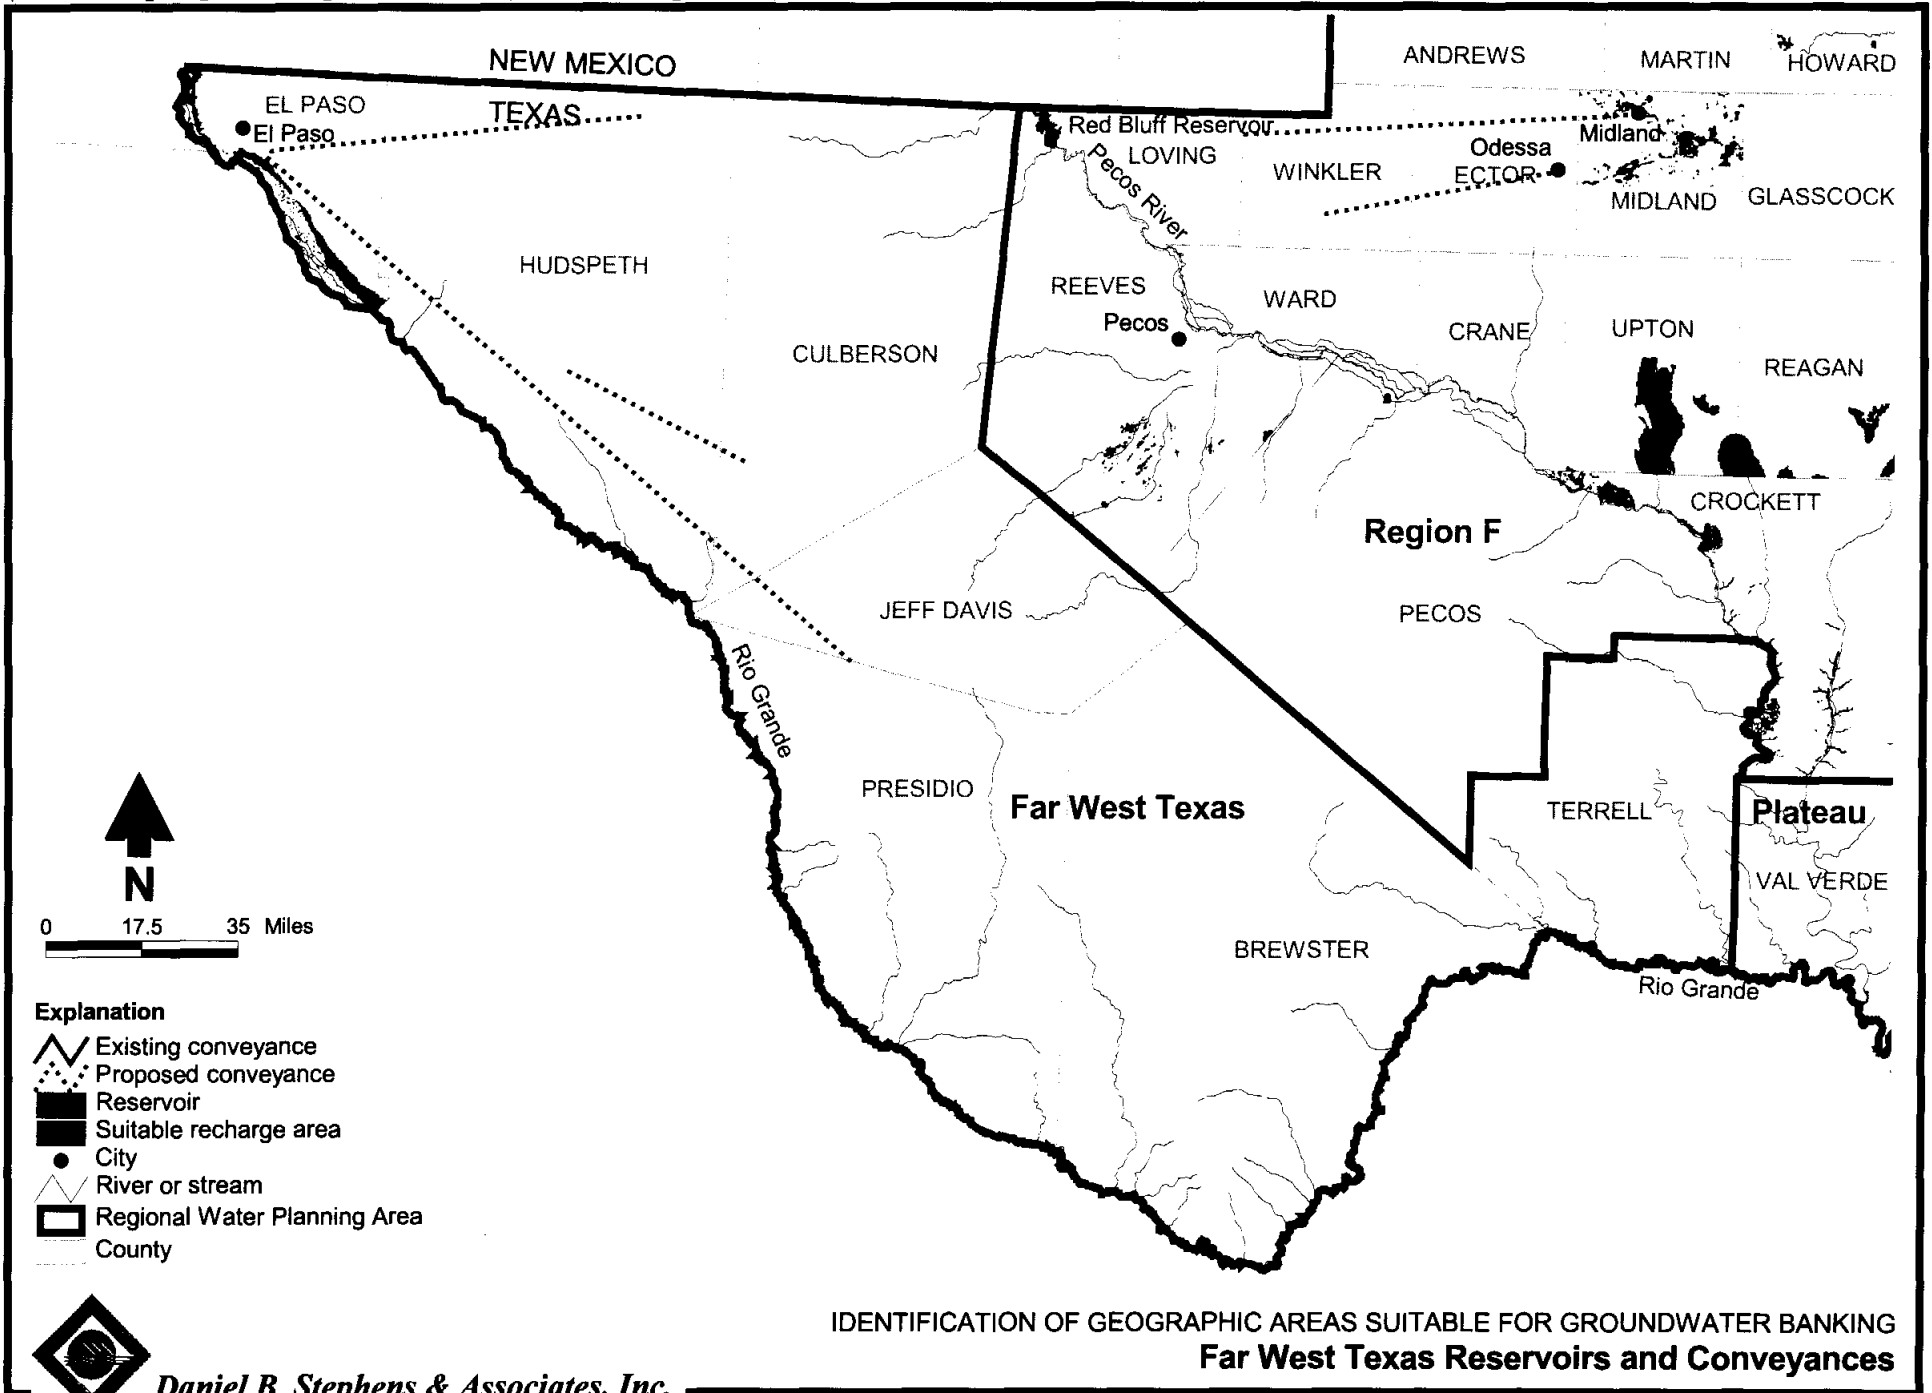 NEW MEXICO
TEXAS
EL PASO
El Paso
ANDREWS
MARTIN
HOWARD
Red Bluff Reservoir
LOVING
Pecos River
WINKLER
Odessa
ECTOR
Midland
MIDLAND
GLASSCOCK
HUDSPETH
CULBERSON
REEVES
Pecos
WARD
CRANE
UPTON
REAGAN
CROCKETT
Region F
PECOS
JEFF DAVIS
Rio Grande
PRESIDIO
Far West Texas
TERRELL
Plateau
VAL VERDE
BREWSTER
Rio Grande
N
0 17.5 35 Miles
Explanation
Existing conveyance
Proposed conveyance
Reservoir
Suitable recharge area
City
River or stream
Regional Water Planning Area
County
IDENTIFICATION OF GEOGRAPHIC AREAS SUITABLE FOR GROUNDWATER BANKING
Far West Texas Reservoirs and Conveyances
Daniel B. Stephens & Associates, Inc.